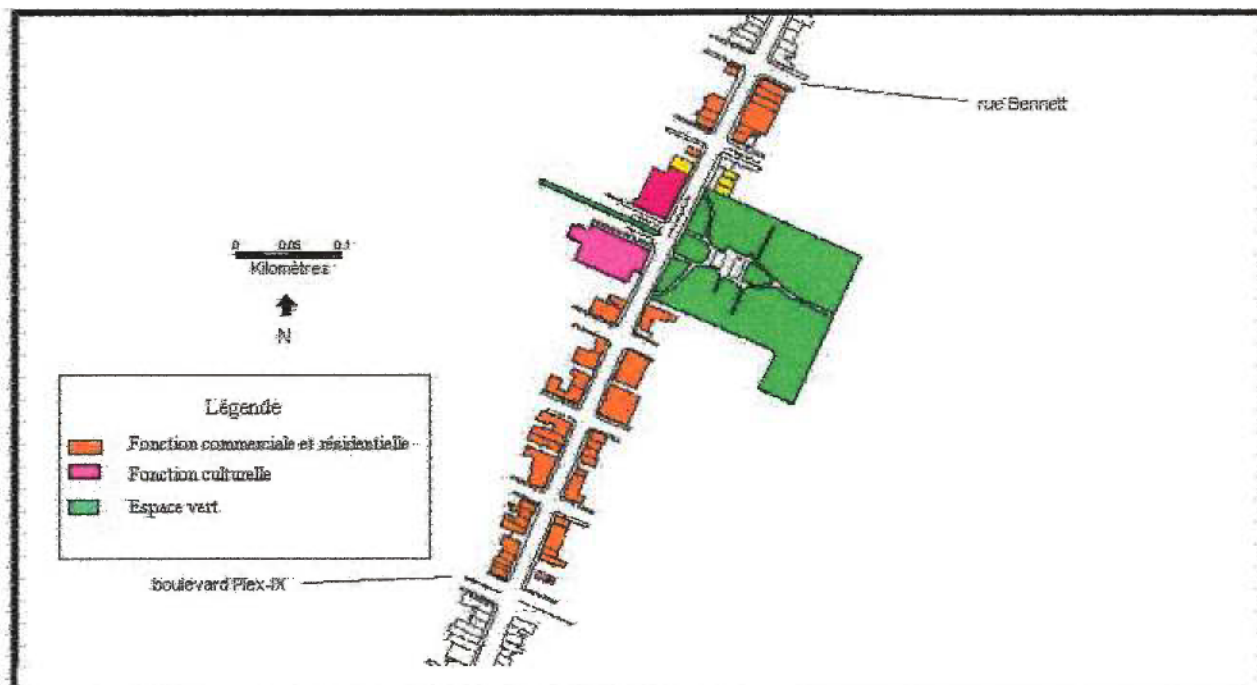 rue Bennett
0 0.05 0.1
Kilomètres
N
Légende
Fonction commerciale et résidentielle
Fonction culturelle
Espace vert
boulevard Piex-IX